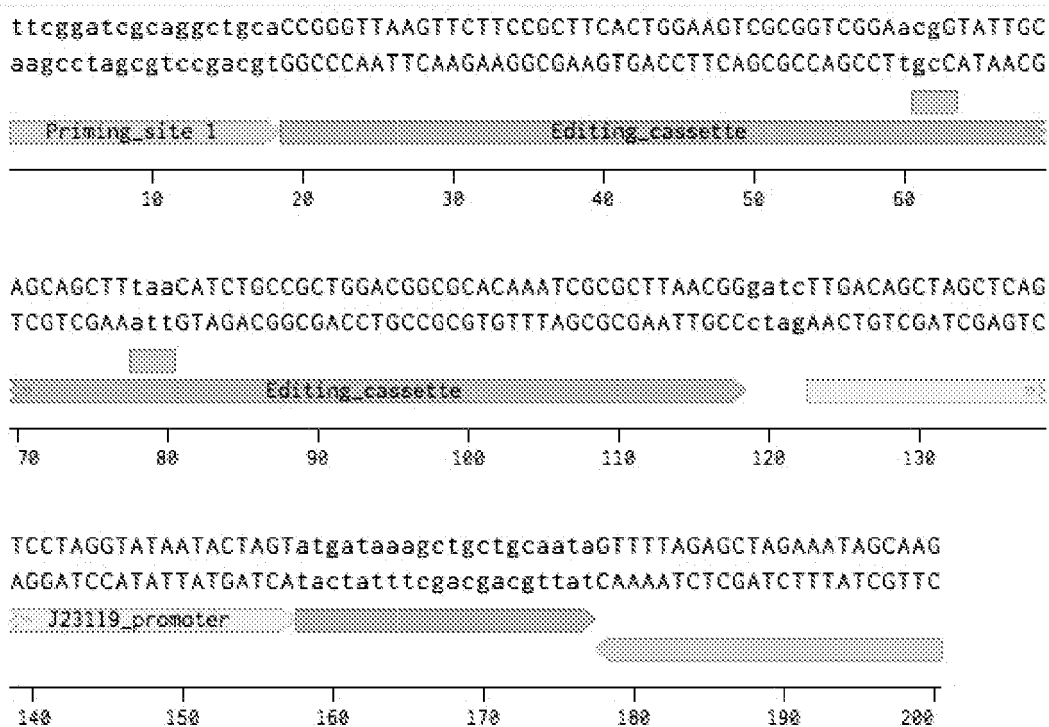 ttcggatcgcaggctgcaCCGGGTTAAGTTCTTCCGCTTCACTGGAAGTCGCGGTCGGAacggTATTGC
aagcctagcgtccgacgtGGCCCAATTCAAGAAGGCGAAGTGACCTTCAGCGCCAGCCTtgcCATAACG
Priming_site 1 Editing_cassette
10 20 30 40 50 60
AGCAGCTTtaaCATCTGCCGCTGGACGGCGCACAAATCGCGCTTAACGGgatcTTGACAGCTAGCTCAG
TCGTCGAAattGTAGACGGCGACCTGCCGCGTGTTTAGCGCGAATTGCCctagAACTGTCGATCGAGTC
Editing_cassette
70 80 90 100 110 120 130
TCCTAGGTATAATACTAGTatgataaagctgctgcaataGTTTTAGAGCTAGAAATAGCAAG
AGGATCCATATTATGATCAtactatttcgacgacgttatCAAAATCTCGATCTTTATCGTTC
J23119_promoter
140 150 160 170 180 190 200